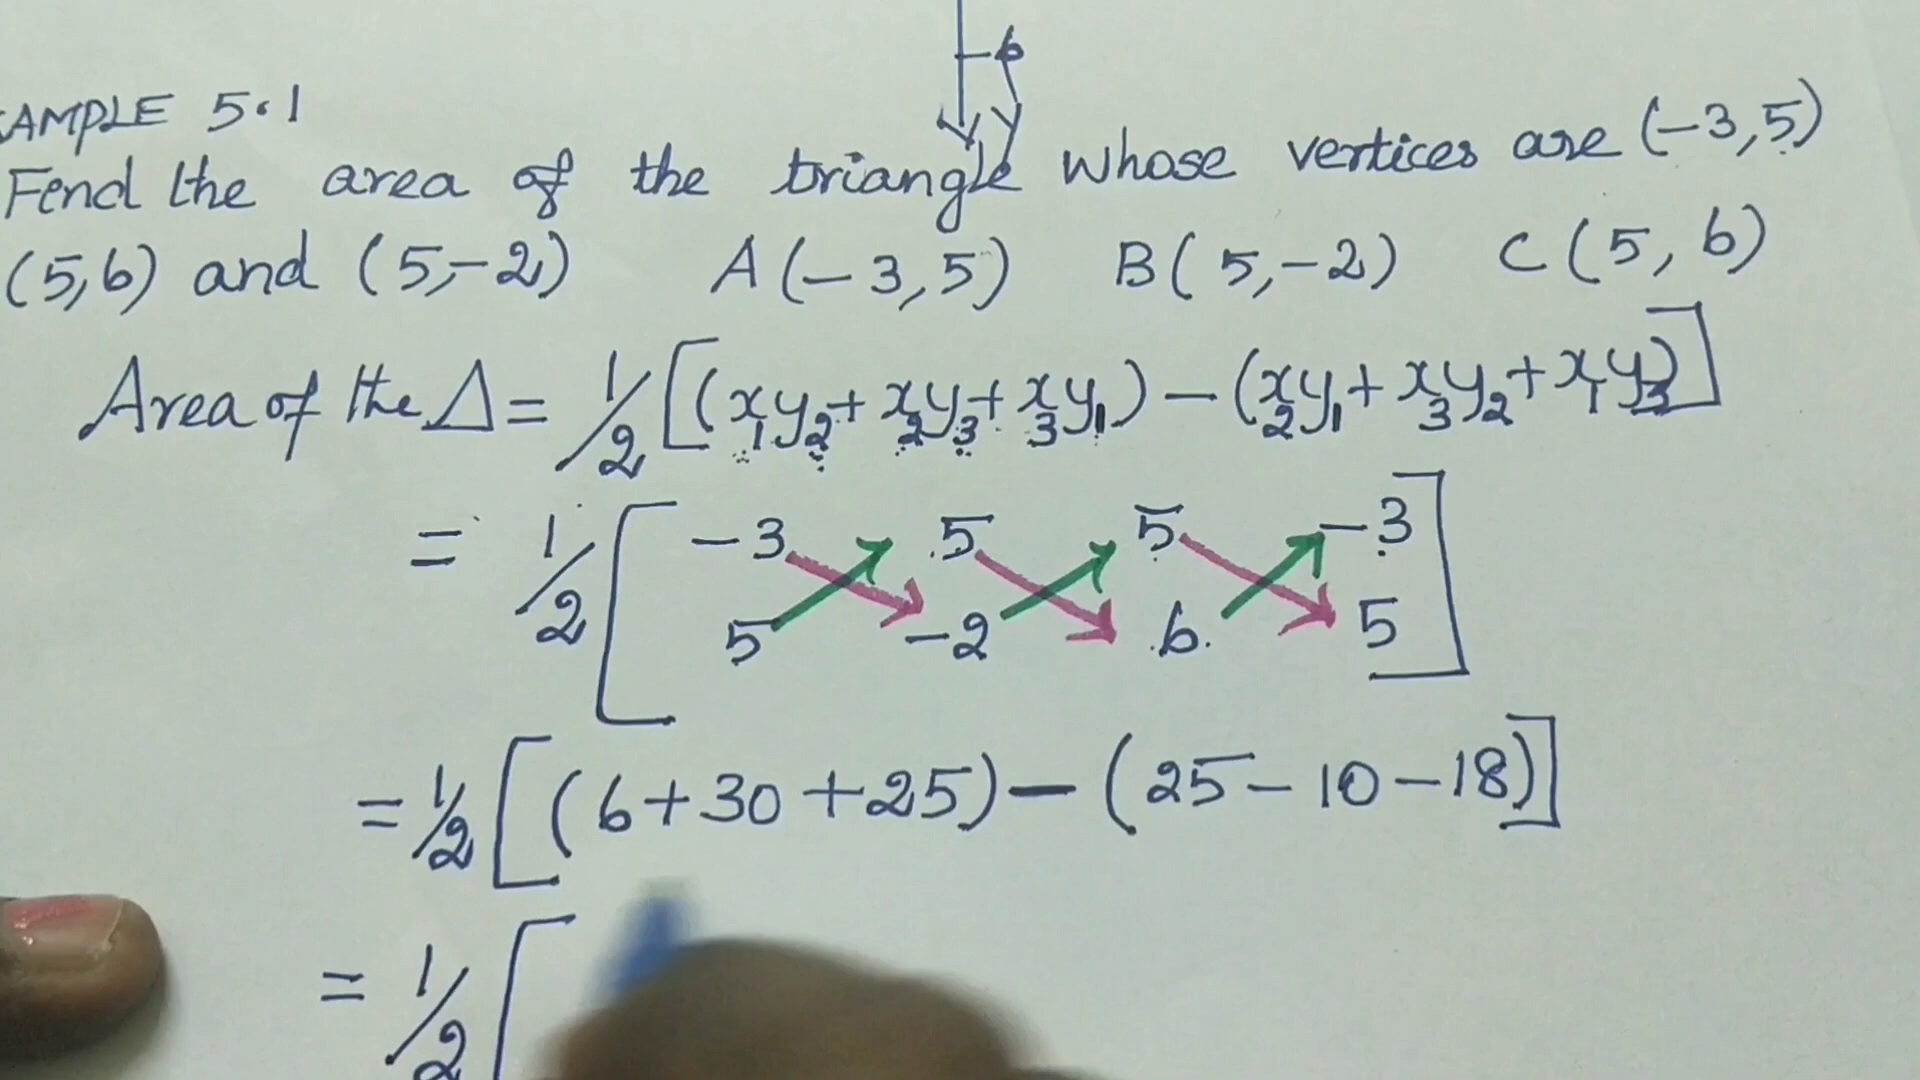 -6
AMPLE 5.1
Fend the area of the triangle whose vertices are (-3,5)
(5,6) and (5,-2) A(-3,5) B(5,-2) C(5,6)
Area of the Δ = 1/2 [(x₁y₂ + x₂y₃ + x₃y₁) - (x₂y₁ + x₃y₂ + x₁y₃)]
= 1/2 [ -3 5 5 -3
5 -2 6 5 ]
= 1/2 [(6+30+25) - (25-10-18)]
= 1/2 [